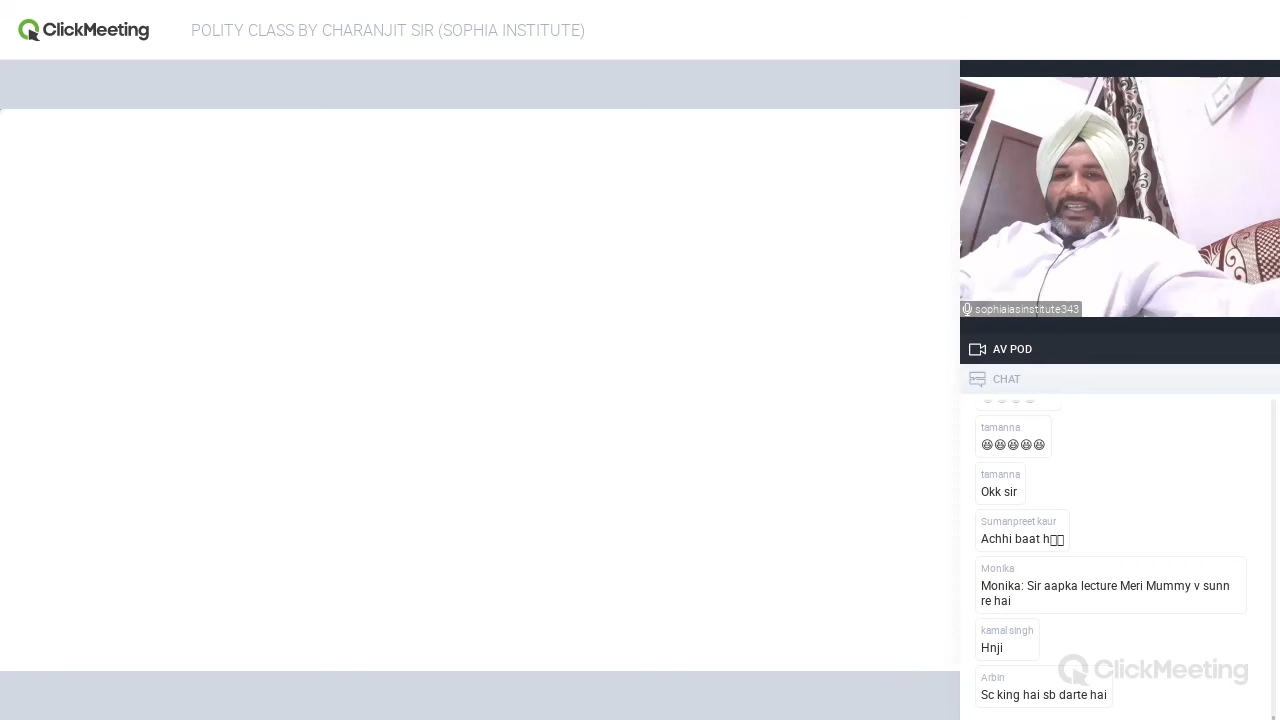 ClickMeeting
POLITY CLASS BY CHARANJIT SIR (SOPHIA INSTITUTE)
sophiaiasinstitute343
AV POD
CHAT
tamanna
😆😆😆😆😆
tamanna
Okk sir
Sumanpreet kaur
Achhi baat h
Monika
Monika: Sir aapka lecture Meri Mummy v sunn
re hai
kamal singh
Hnji
Arbin
Sc king hai sb darte hai
ClickMeeting